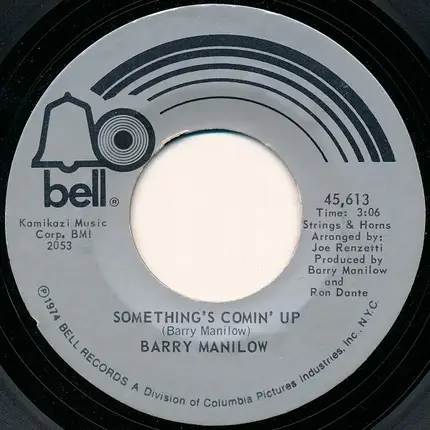 bell®
Kamikazi Music
Corp. BMI
2053
45,613
Time: 3:06
Strings & Horns
Arranged by:
Joe Renzetti
Produced by
Barry Manilow
and
Ron Dante
SOMETHING'S COMIN' UP
(Barry Manilow)
BARRY MANILOW
℗1974 BELL RECORDS A Division of Columbia Pictures Industries, Inc., N.Y.C.